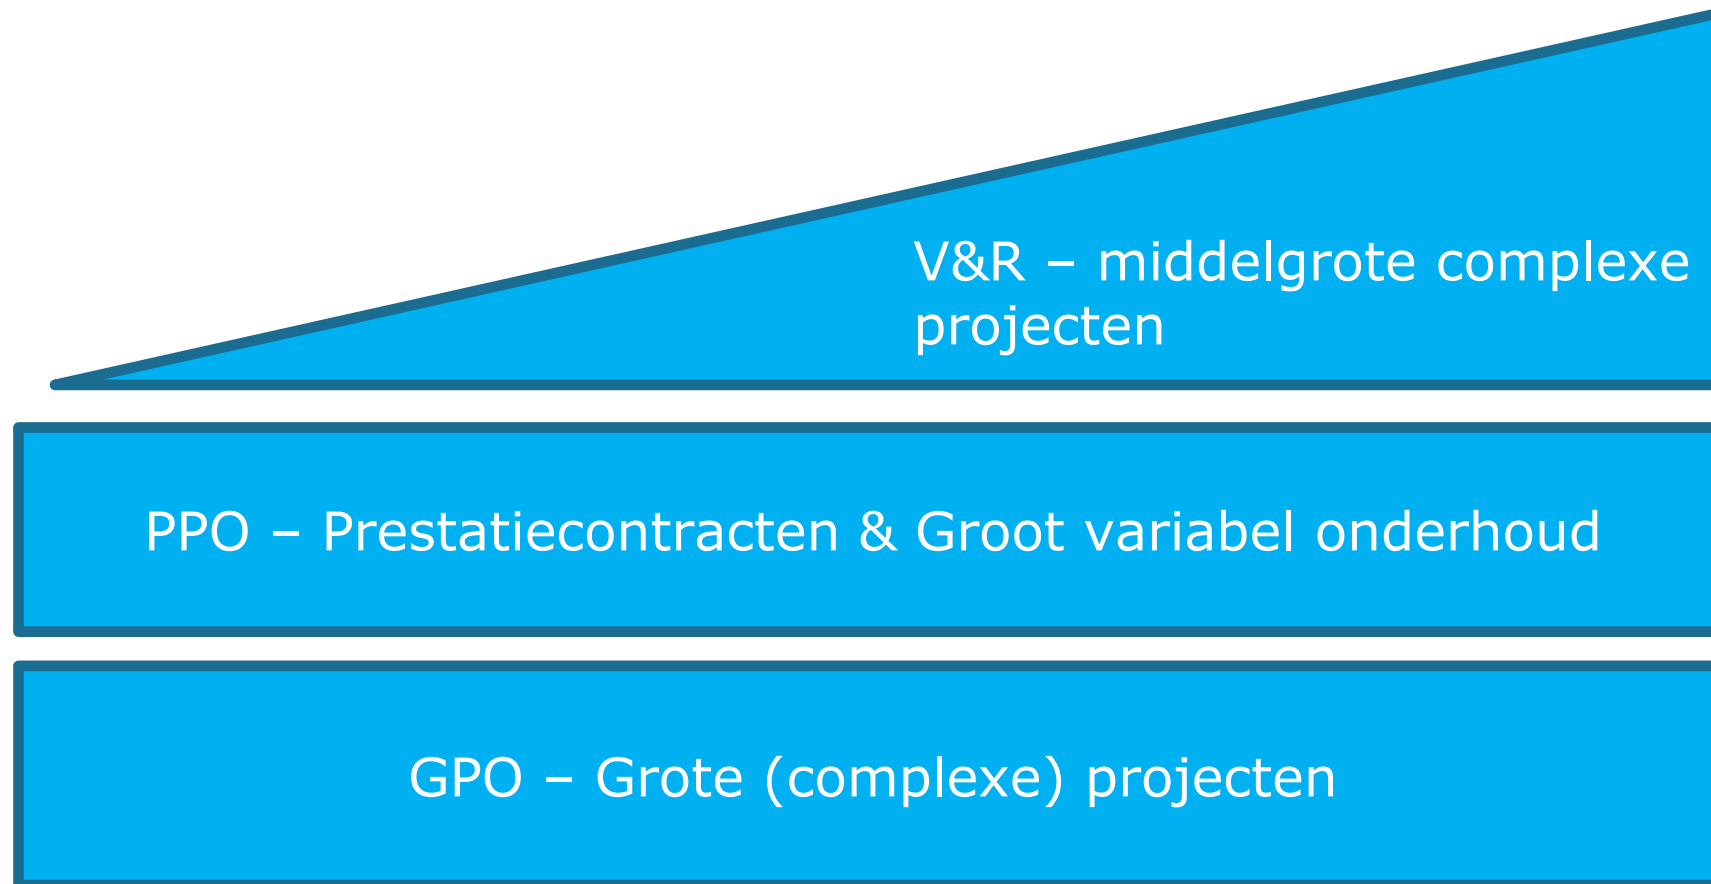 V&R – middelgrote complexe
projecten
PPO – Prestatiecontracten & Groot variabel onderhoud
GPO – Grote (complexe) projecten